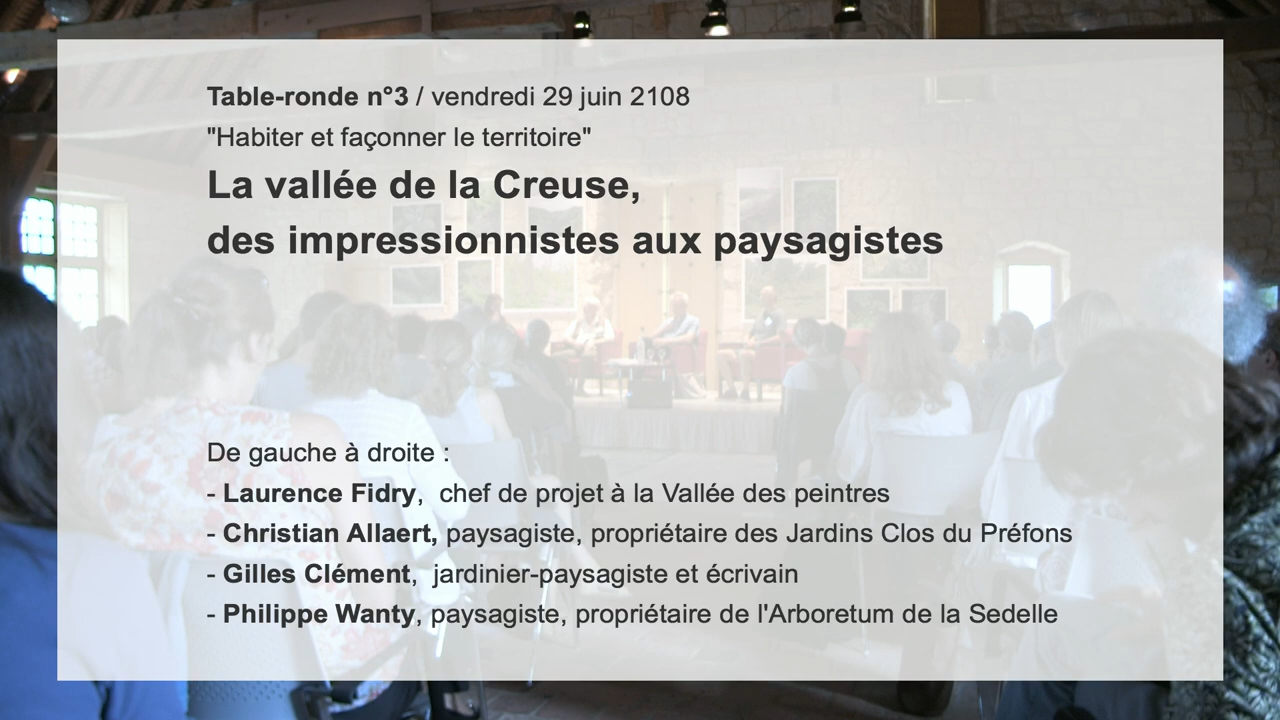 Table-ronde n°3 / vendredi 29 juin 2108
"Habiter et façonner le territoire"
La vallée de la Creuse,
des impressionnistes aux paysagistes
De gauche à droite :
- Laurence Fidry,  chef de projet à la Vallée des peintres
- Christian Allaert, paysagiste, propriétaire des Jardins Clos du Préfons
- Gilles Clément,  jardinier-paysagiste et écrivain
- Philippe Wanty, paysagiste, propriétaire de l'Arboretum de la Sedelle